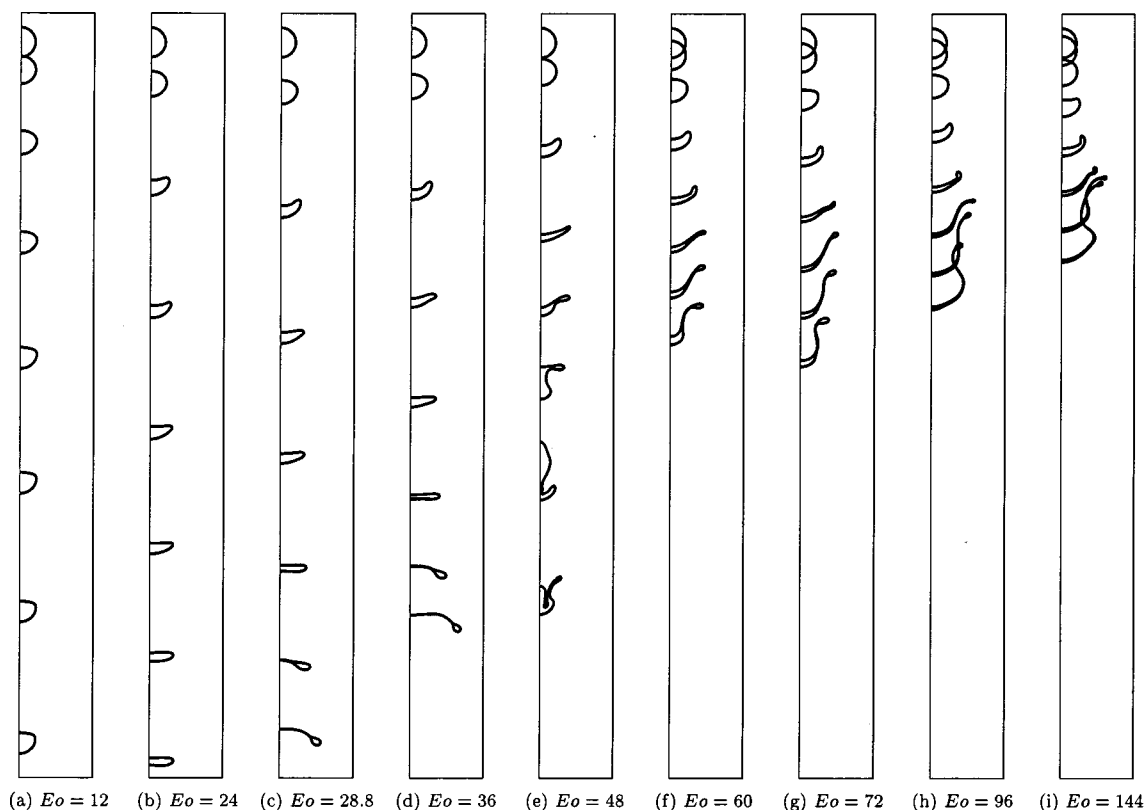 (a) Eo = 12 (b) Eo = 24 (c) Eo = 28.8 (d) Eo = 36 (e) Eo = 48 (f) Eo = 60 (g) Eo = 72 (h) Eo = 96 (i) Eo = 144